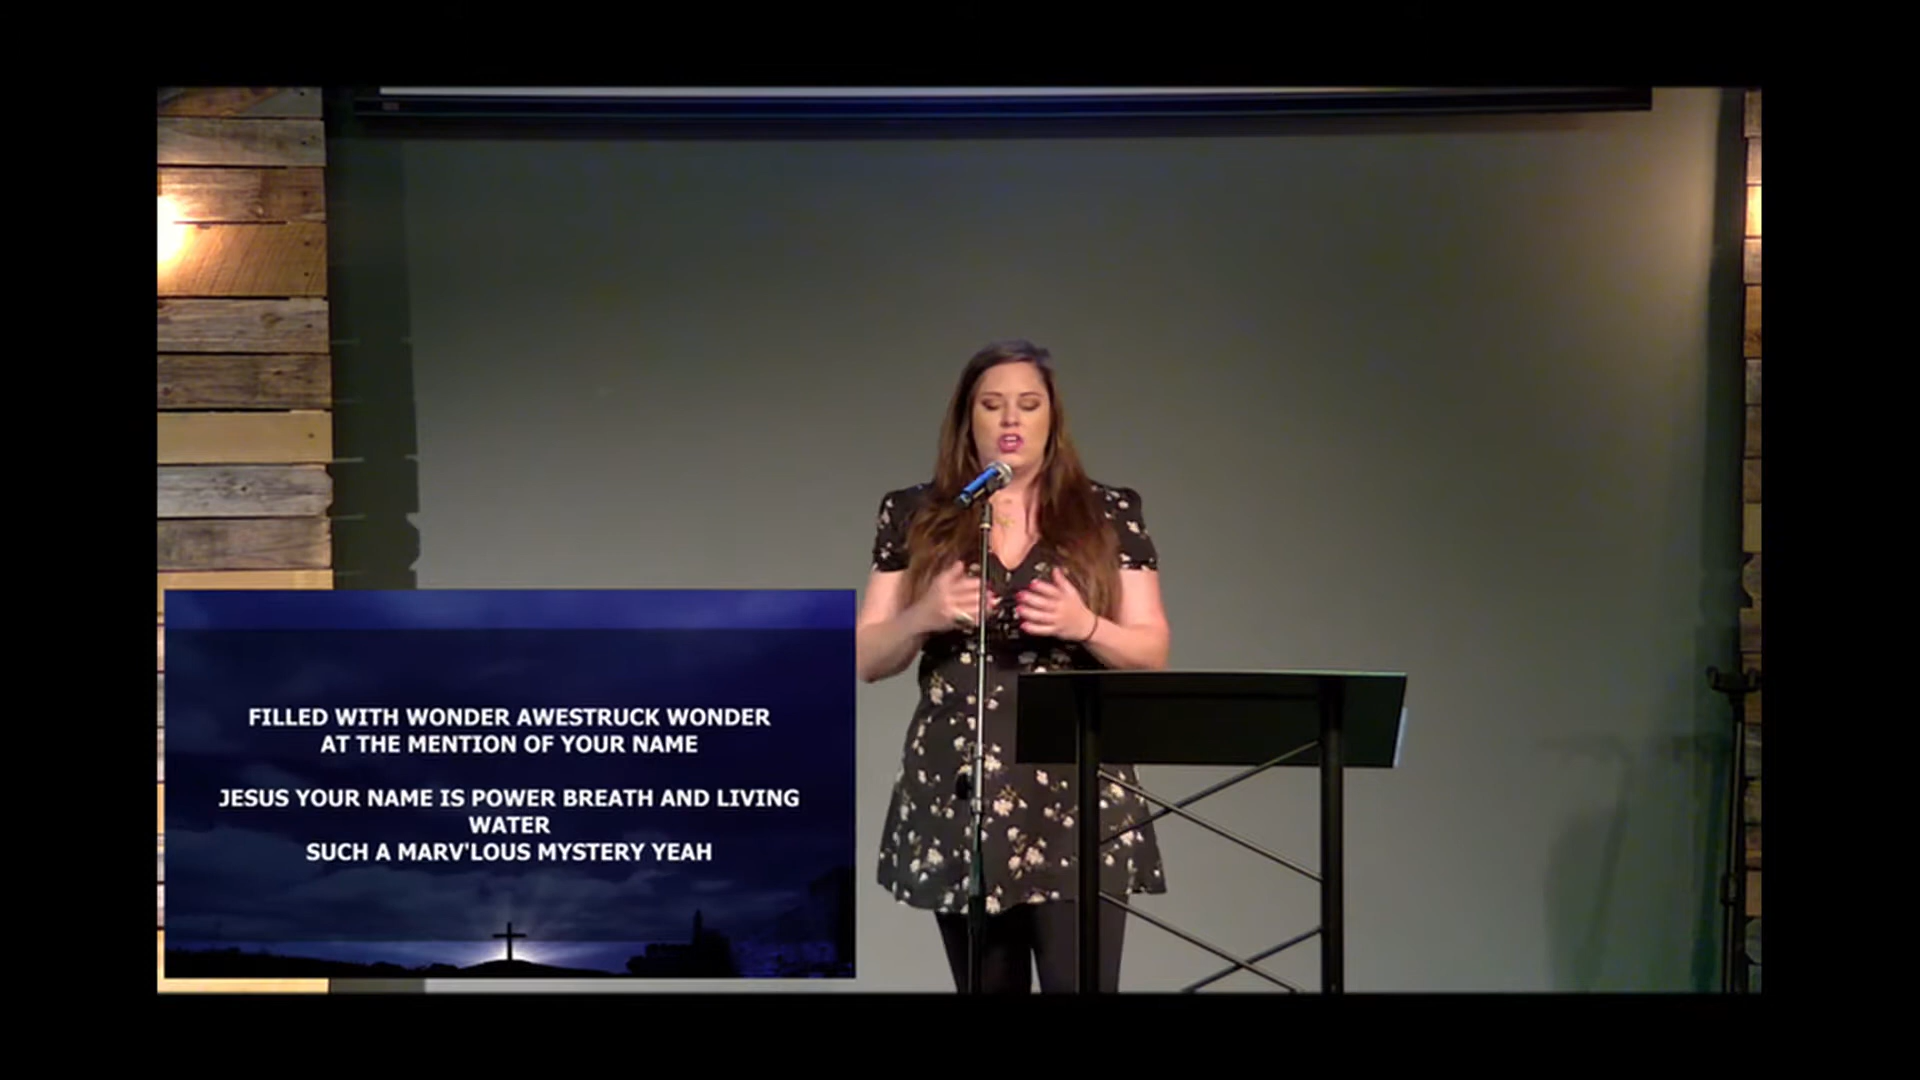 FILLED WITH WONDER AWESTRUCK WONDER
AT THE MENTION OF YOUR NAME
JESUS YOUR NAME IS POWER BREATH AND LIVING
WATER
SUCH A MARV'LOUS MYSTERY YEAH